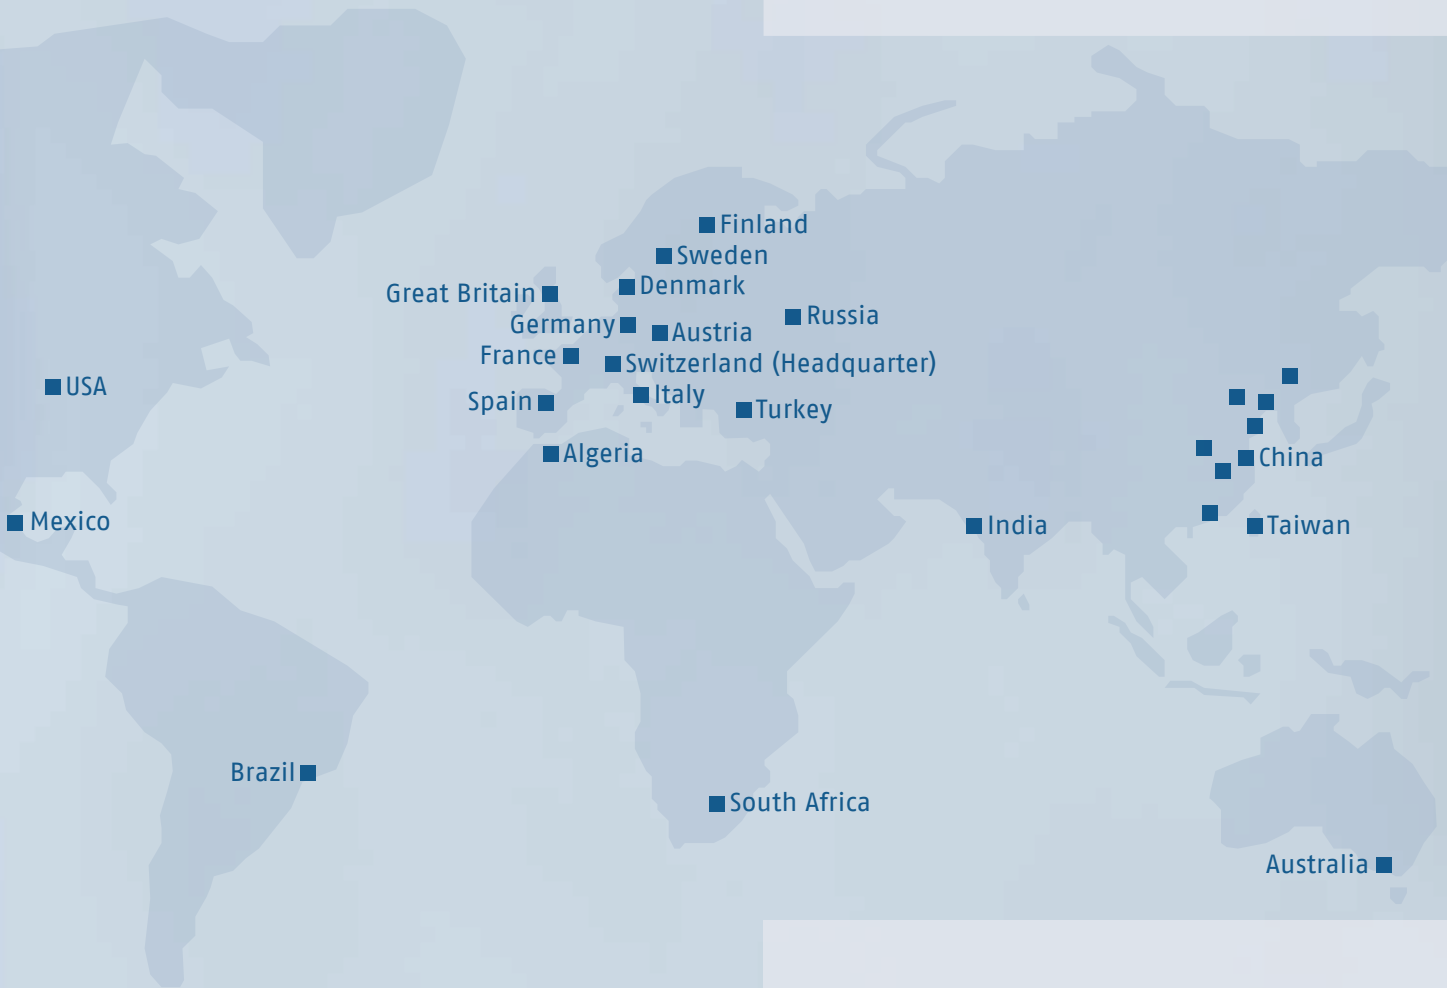 Finland
Sweden
Denmark
Great Britain
Russia
Germany
Austria
France
Switzerland (Headquarter)
USA
Italy
Spain
Turkey
Algeria
China
Mexico
India
Taiwan
Brazil
South Africa
Australia